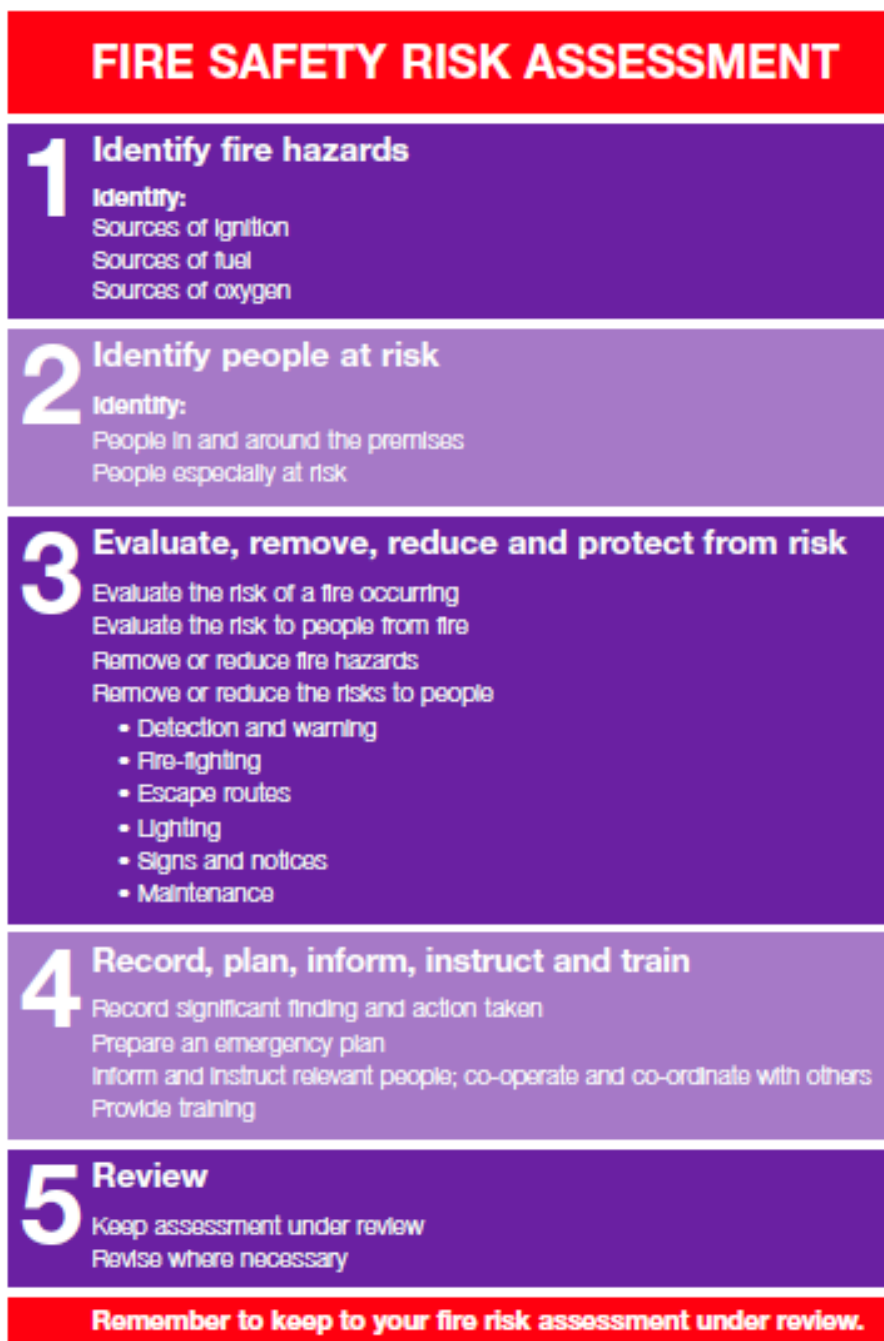 FIRE SAFETY RISK ASSESSMENT
1 Identify fire hazards
Identify:
Sources of ignition
Sources of fuel
Sources of oxygen
2 Identify people at risk
Identify:
People in and around the premises
People especially at risk
3 Evaluate, remove, reduce and protect from risk
Evaluate the risk of a fire occurring
Evaluate the risk to people from fire
Remove or reduce fire hazards
Remove or reduce the risks to people
• Detection and warning
• Fire-fighting
• Escape routes
• Lighting
• Signs and notices
• Maintenance
4 Record, plan, inform, instruct and train
Record significant finding and action taken
Prepare an emergency plan
Inform and instruct relevant people; co-operate and co-ordinate with others
Provide training
5 Review
Keep assessment under review
Revise where necessary
Remember to keep to your fire risk assessment under review.